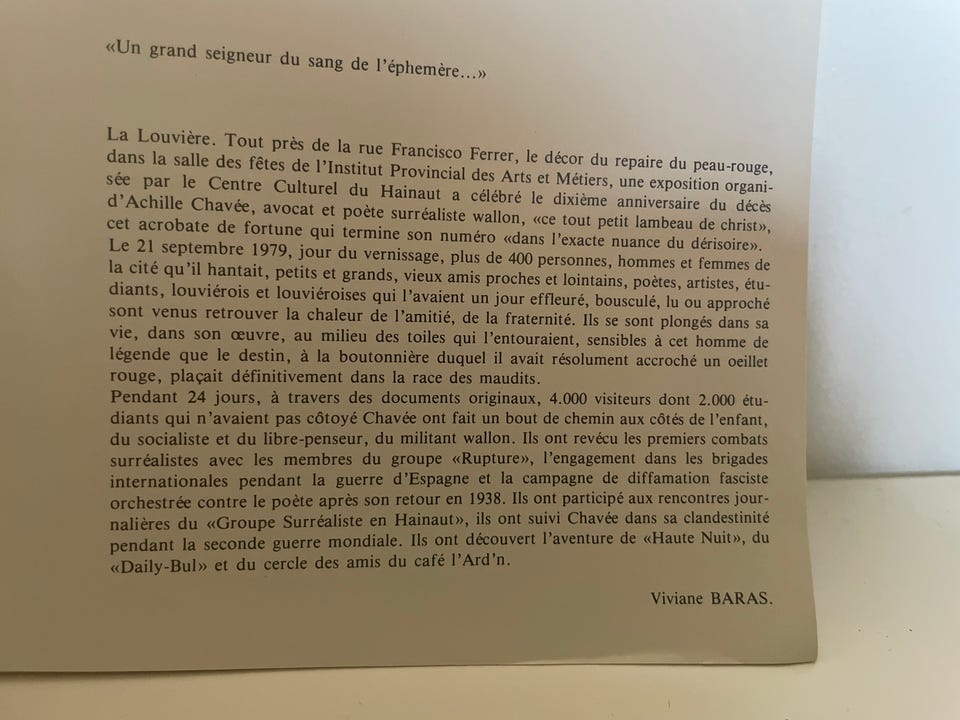 «Un grand seigneur du sang de l'éphemère...»
La Louvière. Tout près de la rue Francisco Ferrer, le décor du repaire du peau-rouge,
dans la salle des fêtes de l'Institut Provincial des Arts et Métiers, une exposition organi-
sée par le Centre Culturel du Hainaut a célébré le dixième anniversaire du décès
d'Achille Chavée, avocat et poète surréaliste wallon, «ce tout petit lambeau de christ»,
cet acrobate de fortune qui termine son numéro «dans l'exacte nuance du dérisoire».
Le 21 septembre 1979, jour du vernissage, plus de 400 personnes, hommes et femmes de
la cité qu'il hantait, petits et grands, vieux amis proches et lointains, poètes, artistes, étu-
diants, louviérois et louviéroises qui l'avaient un jour effleuré, bousculé, lu ou approché
sont venus retrouver la chaleur de l'amitié, de la fraternité. Ils se sont plongés dans sa
vie, dans son œuvre, au milieu des toiles qui l'entouraient, sensibles à cet homme de
légende que le destin, à la boutonnière duquel il avait résolument accroché un oeillet
rouge, plaçait définitivement dans la race des maudits.
Pendant 24 jours, à travers des documents originaux, 4.000 visiteurs dont 2.000 étu-
diants qui n'avaient pas côtoyé Chavée ont fait un bout de chemin aux côtés de l'enfant,
du socialiste et du libre-penseur, du militant wallon. Ils ont revécu les premiers combats
surréalistes avec les membres du groupe «Rupture», l'engagement dans les brigades
internationales pendant la guerre d'Espagne et la campagne de diffamation fasciste
orchestrée contre le poète après son retour en 1938. Ils ont participé aux rencontres jour-
nalières du «Groupe Surréaliste en Hainaut», ils ont suivi Chavée dans sa clandestinité
pendant la seconde guerre mondiale. Ils ont découvert l'aventure de «Haute Nuit», du
«Daily-Bul» et du cercle des amis du café l'Ard'n.
Viviane BARAS.